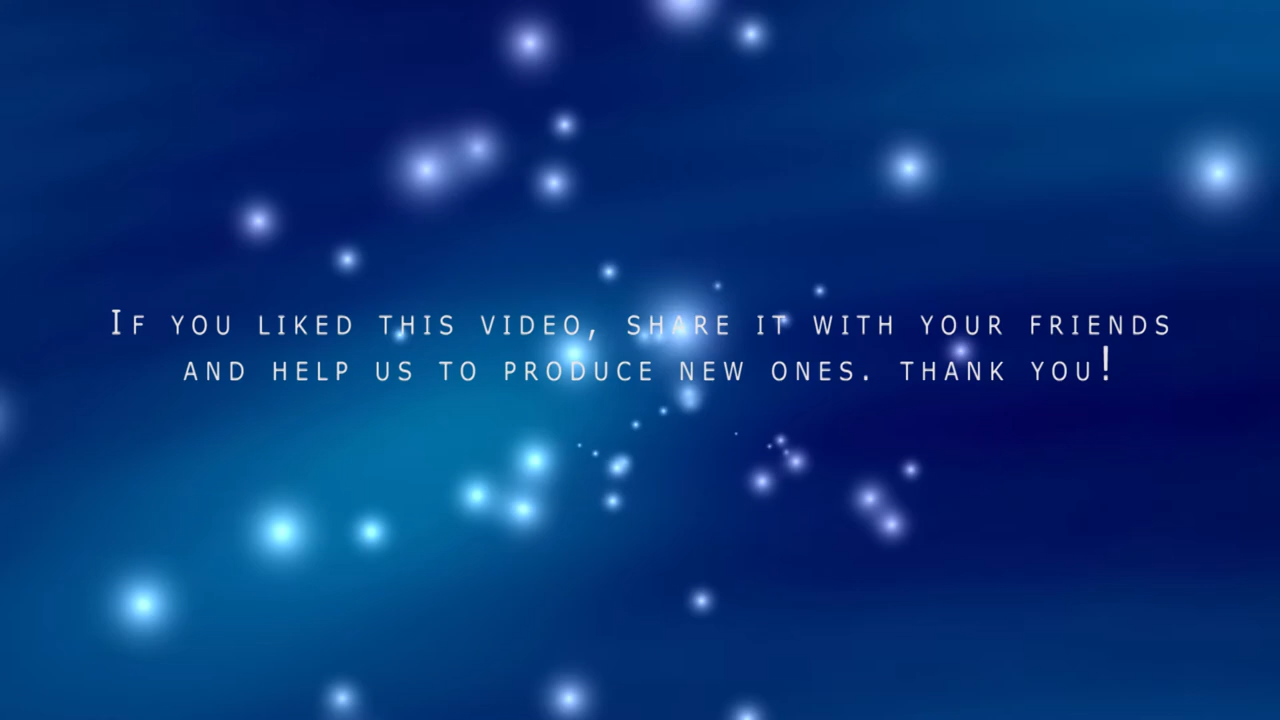 If you liked this video, share it with your friends
and help us to produce new ones. thank you!